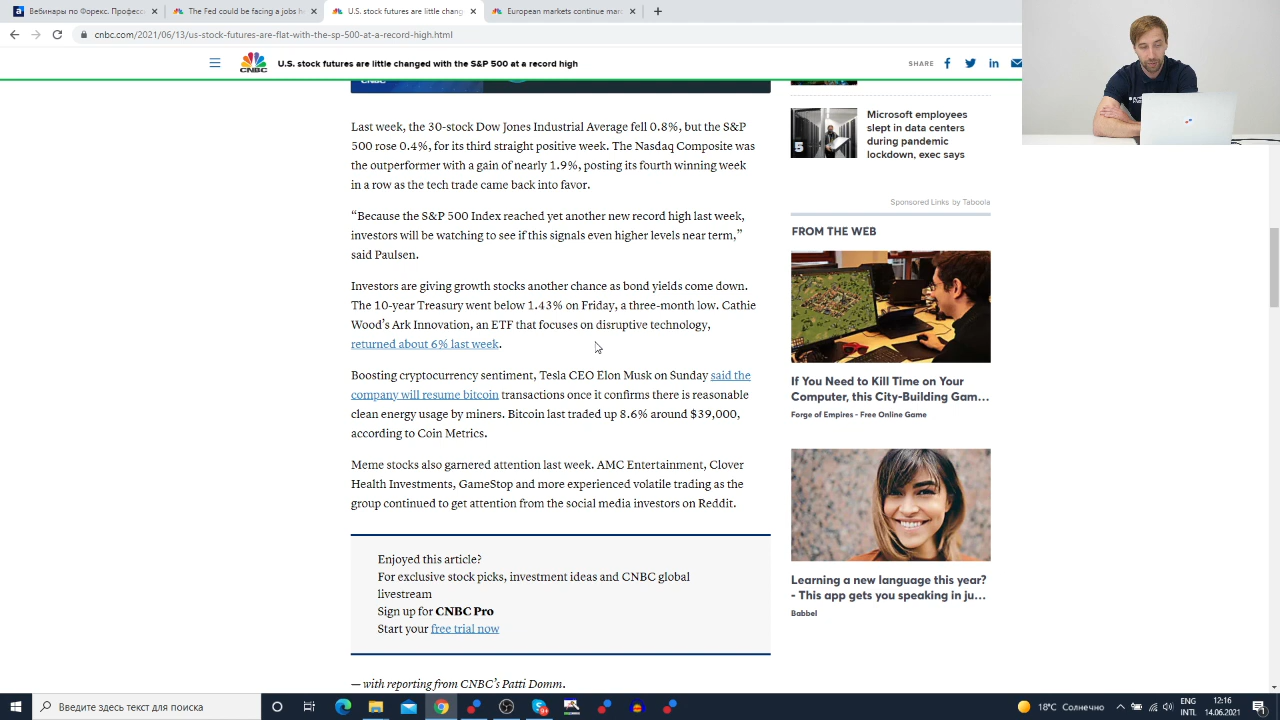 Вебинары по Форекс. Професс
The Fed could be facing a jobs h
U.S. stock futures are little chang
European markets continue mar
cnbc.com/2021/06/13/us-stock-futures-are-flat-with-the-sp-500-at-a-record-high.html
CNBC
U.S. stock futures are little changed with the S&P 500 at a record high
SHARE
Last week, the 30-stock Dow Jones Industrial Average fell 0.8%, but the S&P
500 rose 0.4%, for its third positive week in a row. The Nasdaq Composite was
the outperformer with a gain of nearly 1.9%, posting its fourth winning week
in a row as the tech trade came back into favor.
“Because the S&P 500 Index reached yet another new record high last week,
investors will be watching to see if this signals even higher levels near term,”
said Paulsen.
Investors are giving growth stocks another chance as bond yields come down.
The 10-year Treasury went below 1.43% on Friday, a three-month low. Cathie
Wood’s Ark Innovation, an ETF that focuses on disruptive technology,
returned about 6% last week.
Boosting cryptocurrency sentiment, Tesla CEO Elon Musk on Sunday said the
company will resume bitcoin transactions once it confirms there is reasonable
clean energy usage by miners. Bitcoin last traded up 8.6% around $39,000,
according to Coin Metrics.
Meme stocks also garnered attention last week. AMC Entertainment, Clover
Health Investments, GameStop and more experienced volatile trading as the
group continued to get attention from the social media investors on Reddit.
Enjoyed this article?
For exclusive stock picks, investment ideas and CNBC global
livestream
Sign up for CNBC Pro
Start your free trial now
— with reporting from CNBC’s Patti Domm.
5
Microsoft employees
slept in data centers
during pandemic
lockdown, exec says
Sponsored Links by Taboola
FROM THE WEB
If You Need to Kill Time on Your
Computer, this City-Building Gam…
Forge of Empires - Free Online Game
Learning a new language this year?
- This app gets you speaking in ju…
Babbel
Введите здесь текст для поиска
18°C Солнечно
ENG
INTL
12:16
14.06.2021